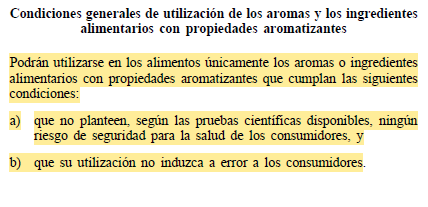 Condiciones generales de utilización de los aromas y los ingredientes
alimentarios con propiedades aromatizantes
Podrán utilizarse en los alimentos únicamente los aromas o ingredientes
alimentarios con propiedades aromatizantes que cumplan las siguientes
condiciones:
a) que no planteen, según las pruebas científicas disponibles, ningún
riesgo de seguridad para la salud de los consumidores, y
b) que su utilización no induzca a error a los consumidores.